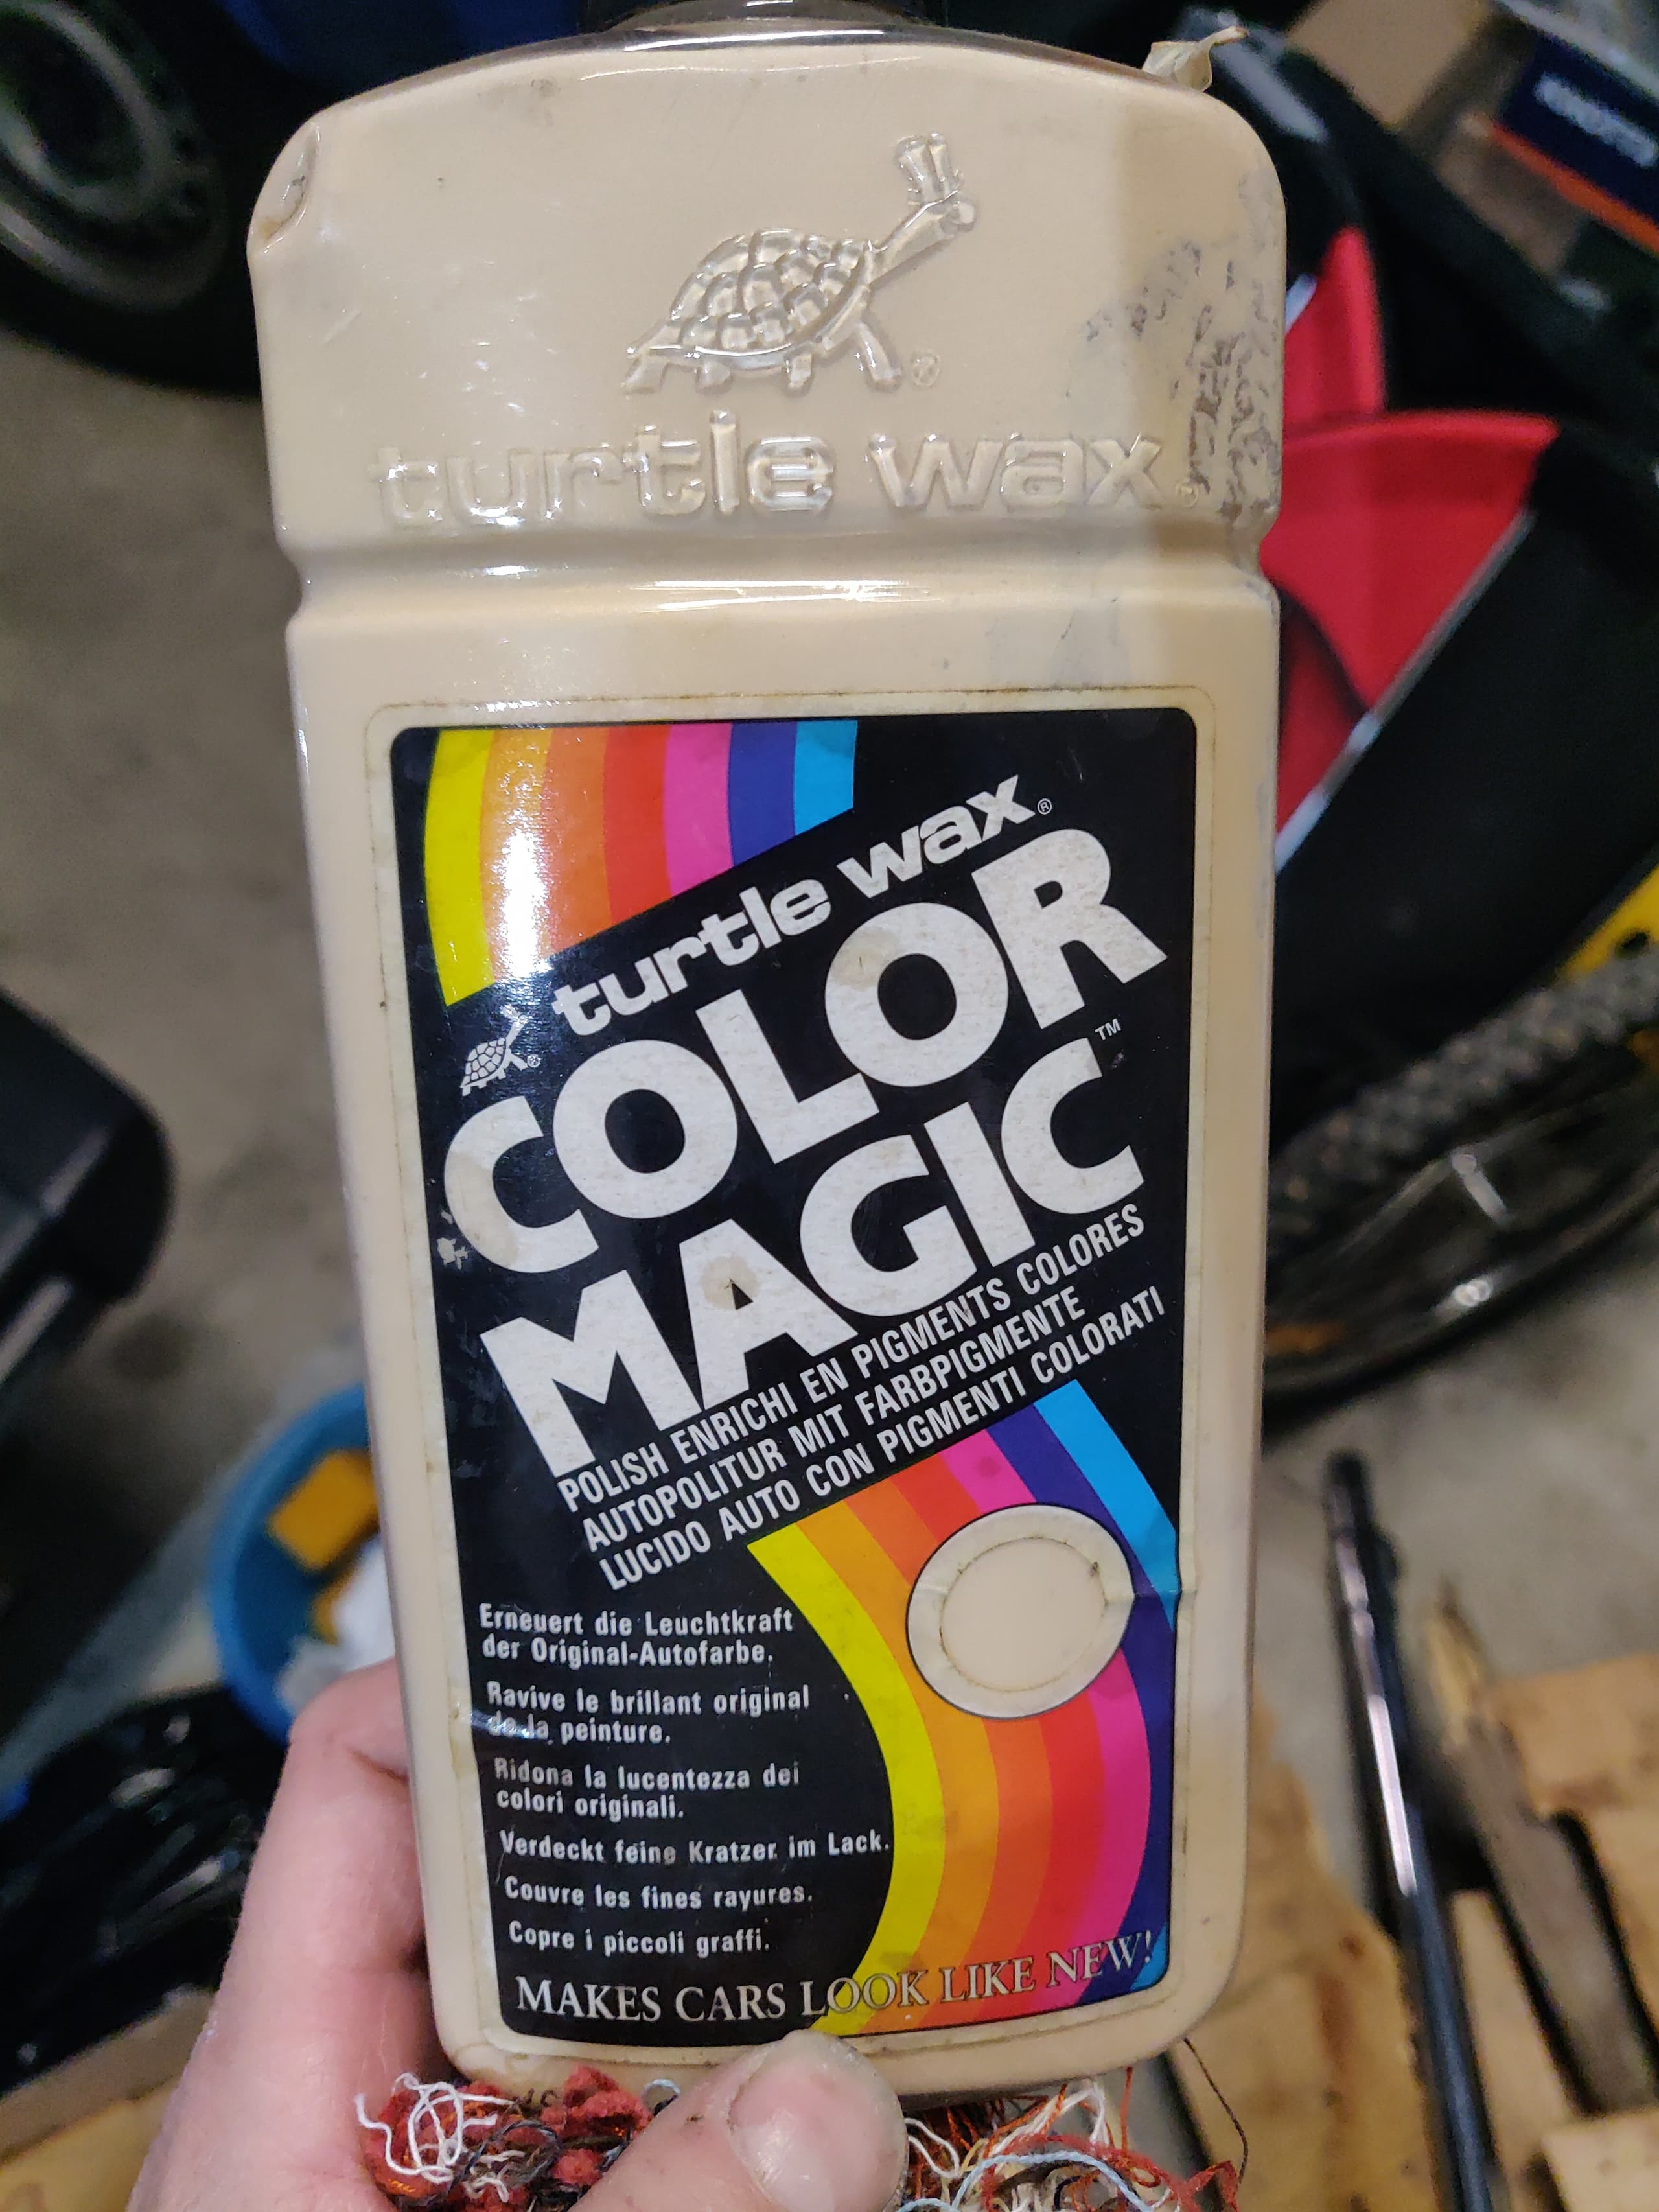 turtle wax®
turtle wax®
COLOR
MAGIC™
POLISH ENRICHI EN PIGMENTS COLORES
AUTOPOLITUR MIT FARBPIGMENTE
LUCIDO AUTO CON PIGMENTI COLORATI
Erneuert die Leuchtkraft
der Original-Autofarbe.
Ravive le brillant original
de la peinture.
Ridona la lucentezza dei
colori originali.
Verdeckt feine Kratzer im Lack.
Couvre les fines rayures.
Copre i piccoli graffi.
MAKES CARS LOOK LIKE NEW!